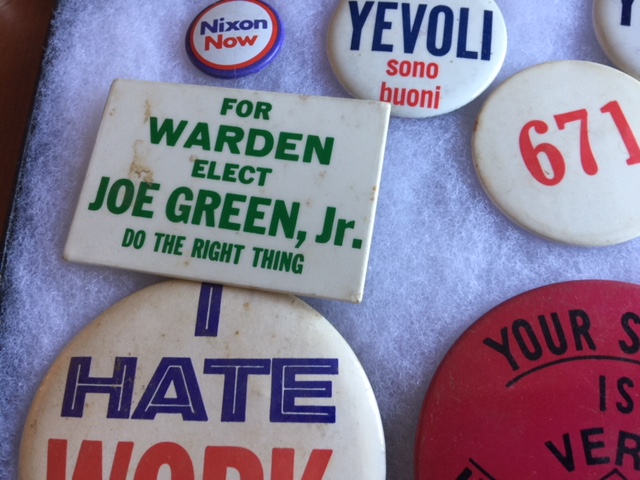 Nixon
Now
YEVOLI
sono
buoni
671
FOR
WARDEN
ELECT
JOE GREEN, Jr.
DO THE RIGHT THING
I
HATE
WORK
YOUR S
IS
VER